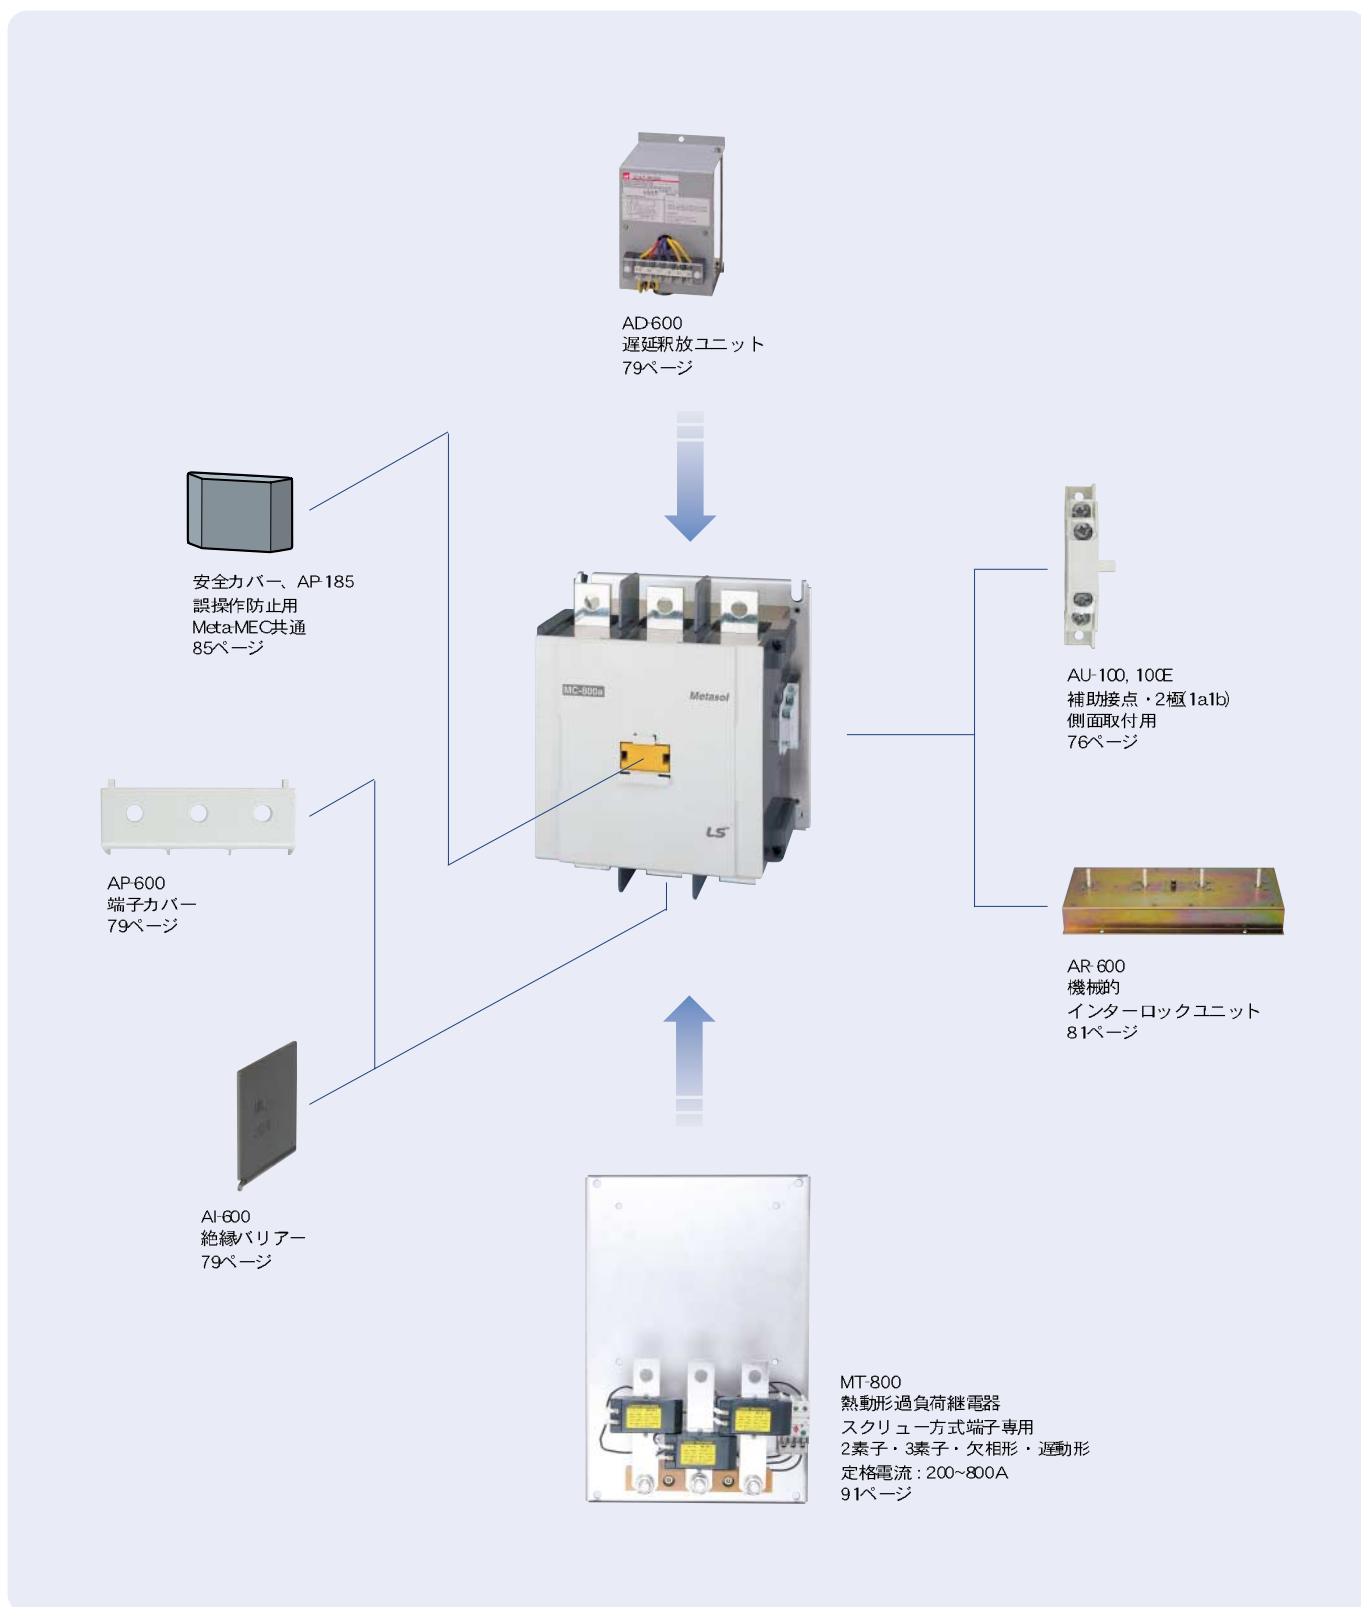 AD-600
遅延釈放ユニット
79ページ
安全カバー、AP-185
誤操作防止用
Meta-MEC共通
85ページ
MC-800a
Metasol
LS
AU-100, 100E
補助接点・2極(1a1b)
側面取付用
76ページ
AP-600
端子カバー
79ページ
AR-600
機械的
インターロックユニット
81ページ
AI-600
絶縁バリアー
79ページ
MT-800
熱動形過負荷継電器
スクリュー方式端子専用
2素子・3素子・欠相形・遅動形
定格電流 : 200~800A
91ページ